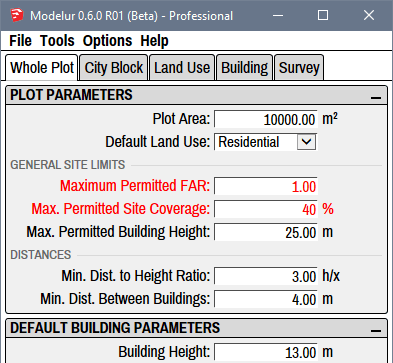 Modelur 0.6.0 R01 (Beta) - Professional
File Tools Options Help
Whole Plot City Block Land Use Building Survey
PLOT PARAMETERS
Plot Area: 10000.00 m²
Default Land Use: Residential
GENERAL SITE LIMITS
Maximum Permitted FAR: 1.00
Max. Permitted Site Coverage: 40 %
Max. Permitted Building Height: 25.00 m
DISTANCES
Min. Dist. to Height Ratio: 3.00 h/x
Min. Dist. Between Buildings: 4.00 m
DEFAULT BUILDING PARAMETERS
Building Height: 13.00 m